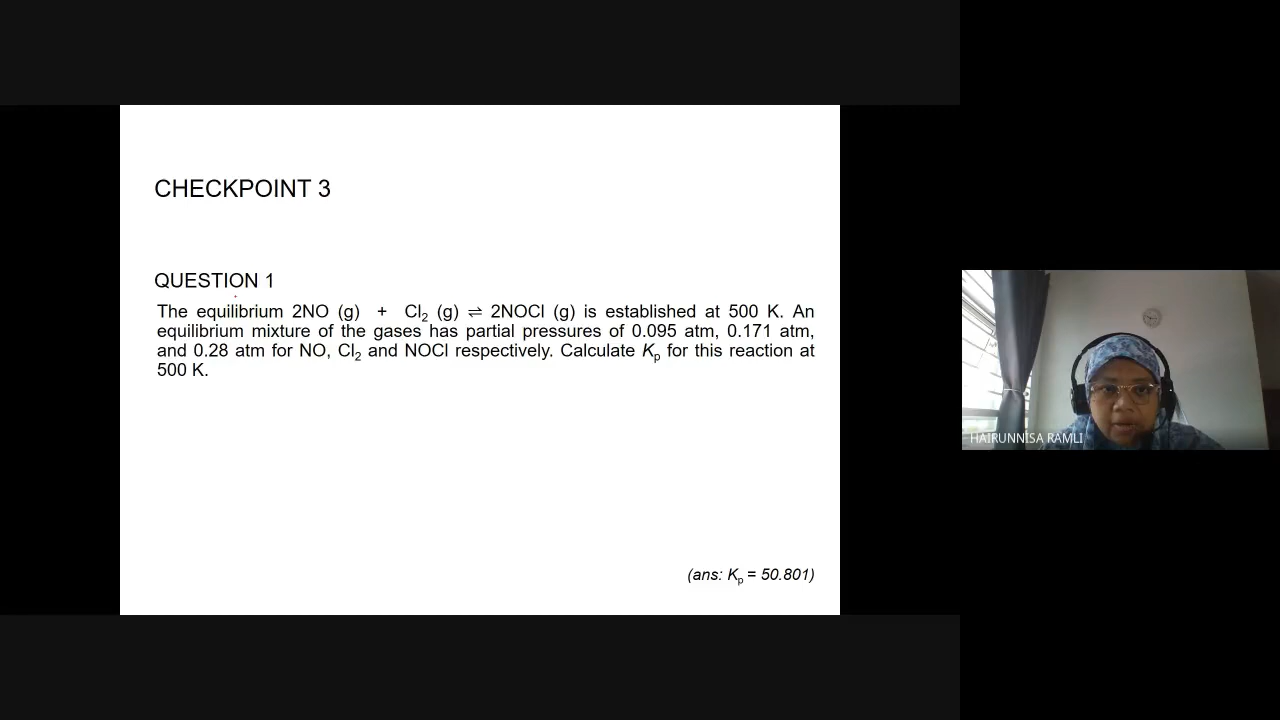 CHECKPOINT 3
QUESTION 1
The equilibrium 2NO (g) + Cl₂ (g) ⇌ 2NOCl (g) is established at 500 K. An
equilibrium mixture of the gases has partial pressures of 0.095 atm, 0.171 atm,
and 0.28 atm for NO, Cl₂ and NOCl respectively. Calculate Kₚ for this reaction at
500 K.
(ans: Kₚ = 50.801)
HAIRUNNISA RAMLI